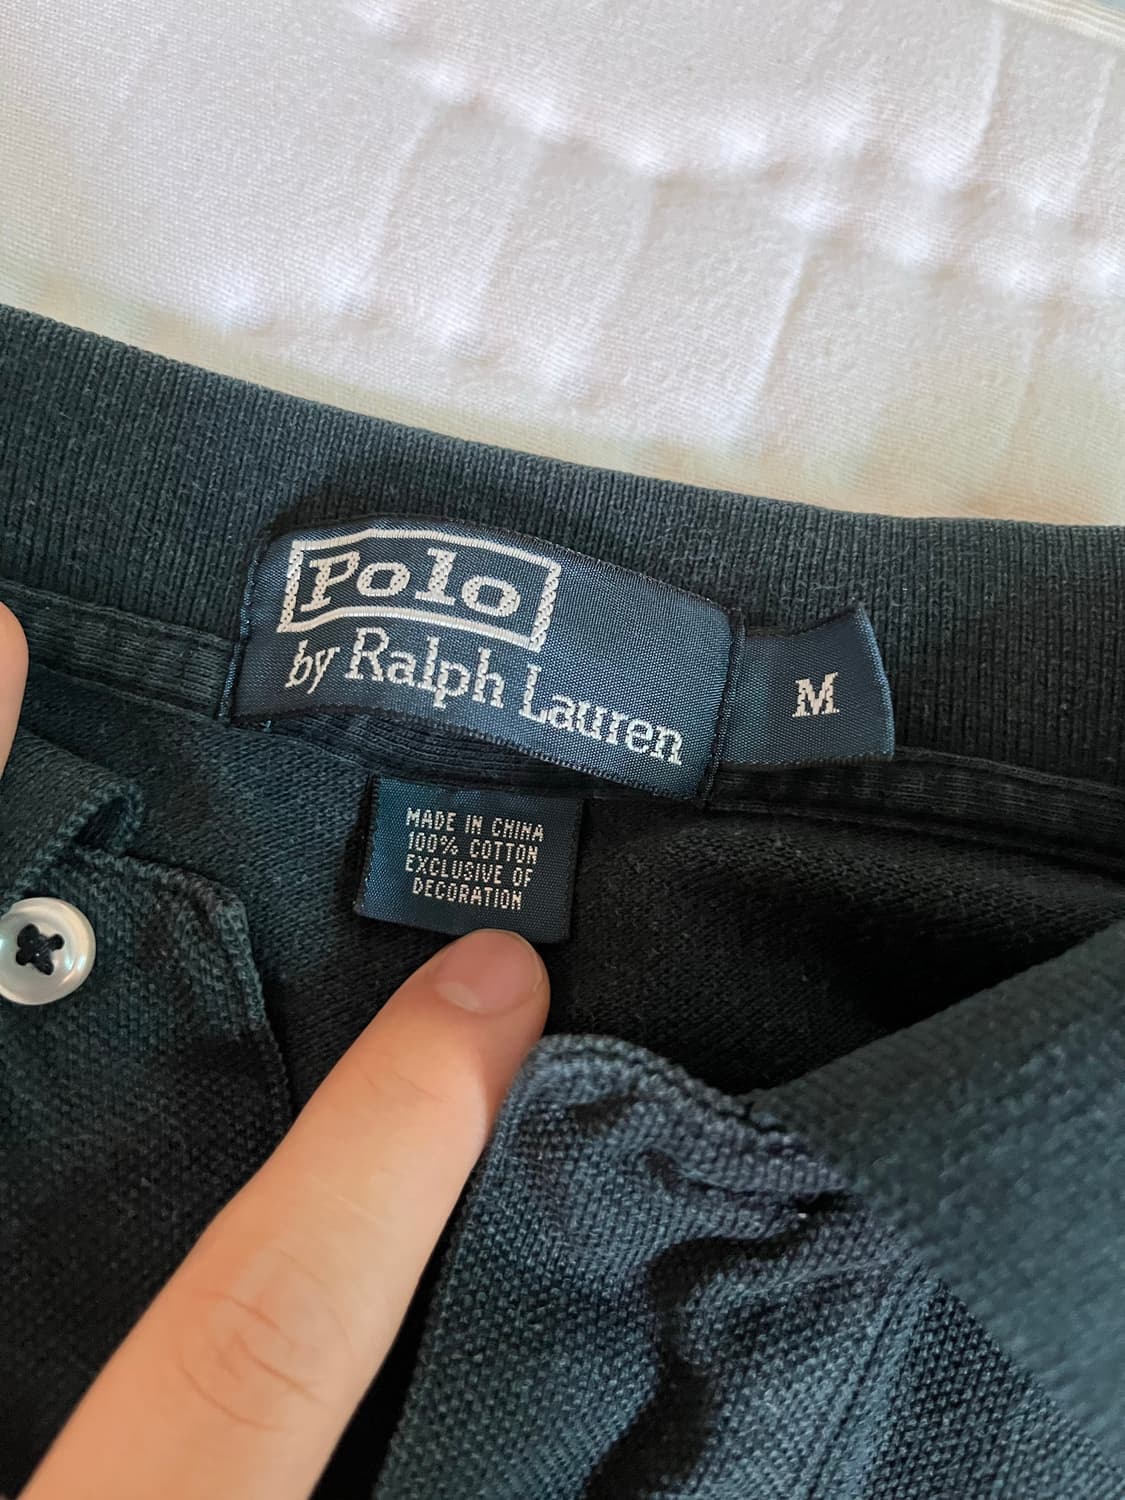 Polo
by Ralph Lauren
M
MADE IN CHINA
100% COTTON
EXCLUSIVE OF
DECORATION